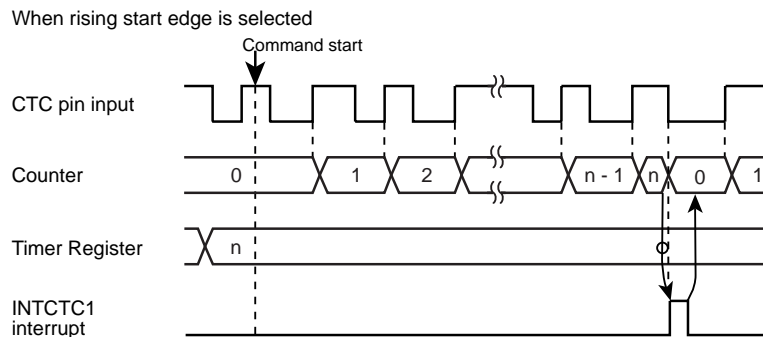 When rising start edge is selected
Command start
CTC pin input
Counter
0
1
2
n - 1
n
0
1
Timer Register
n
INTCTC1
interrupt